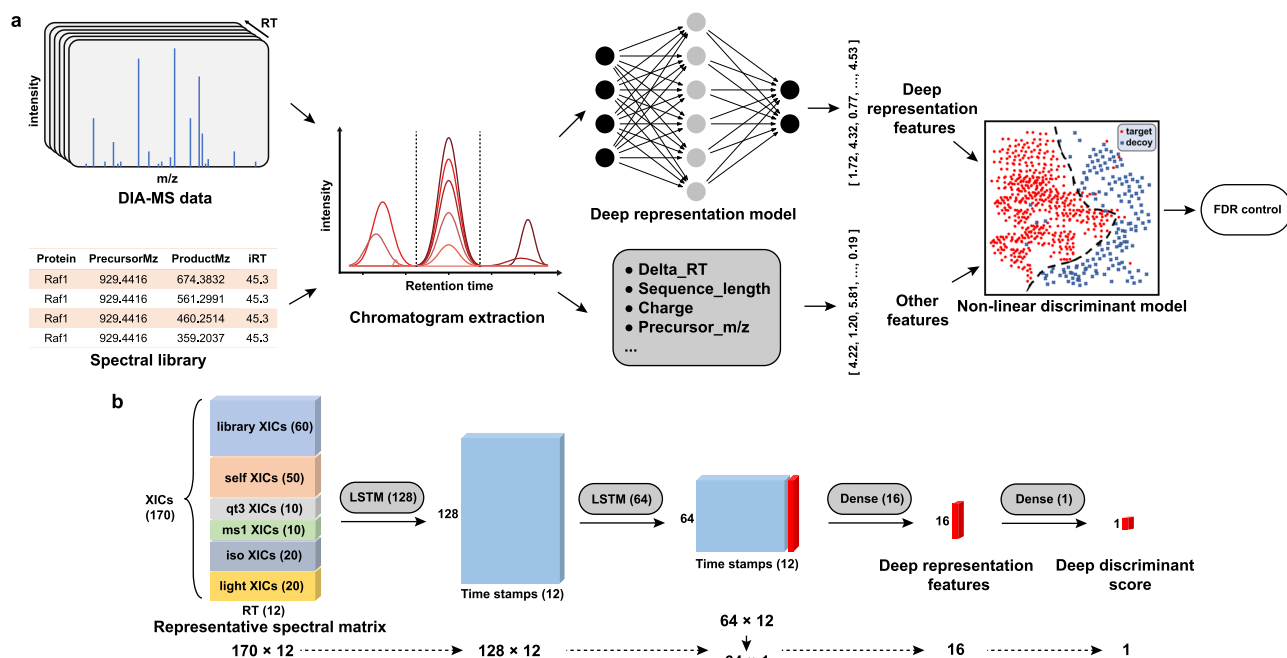 a
RT
intensity
m/z
DIA-MS data
Protein PrecursorMz ProductMz iRT
Raf1 929.4416 674.3832 45.3
Raf1 929.4416 561.2991 45.3
Raf1 929.4416 460.2514 45.3
Raf1 929.4416 359.2037 45.3
Spectral library
intensity
Retention time
Chromatogram extraction
Deep representation model
● Delta_RT
● Sequence_length
● Charge
● Precursor_m/z
...
[ 1.72, 4.32, 0.77, ..., 4.53 ]
[ 4.22, 1.20, 5.81, ..., 0.19 ]
Deep
representation
features
Other
features
target
decoy
Non-linear discriminant model
FDR control
b
XICs
(170)
library XICs (60)
self XICs (50)
qt3 XICs (10)
ms1 XICs (10)
iso XICs (20)
light XICs (20)
RT (12)
Representative spectral matrix
LSTM (128)
128
Time stamps (12)
LSTM (64)
64
Time stamps (12)
Dense (16)
16
Deep representation
features
Dense (1)
1
Deep discriminant
score
64 × 12
170 × 12 128 × 12 16 1